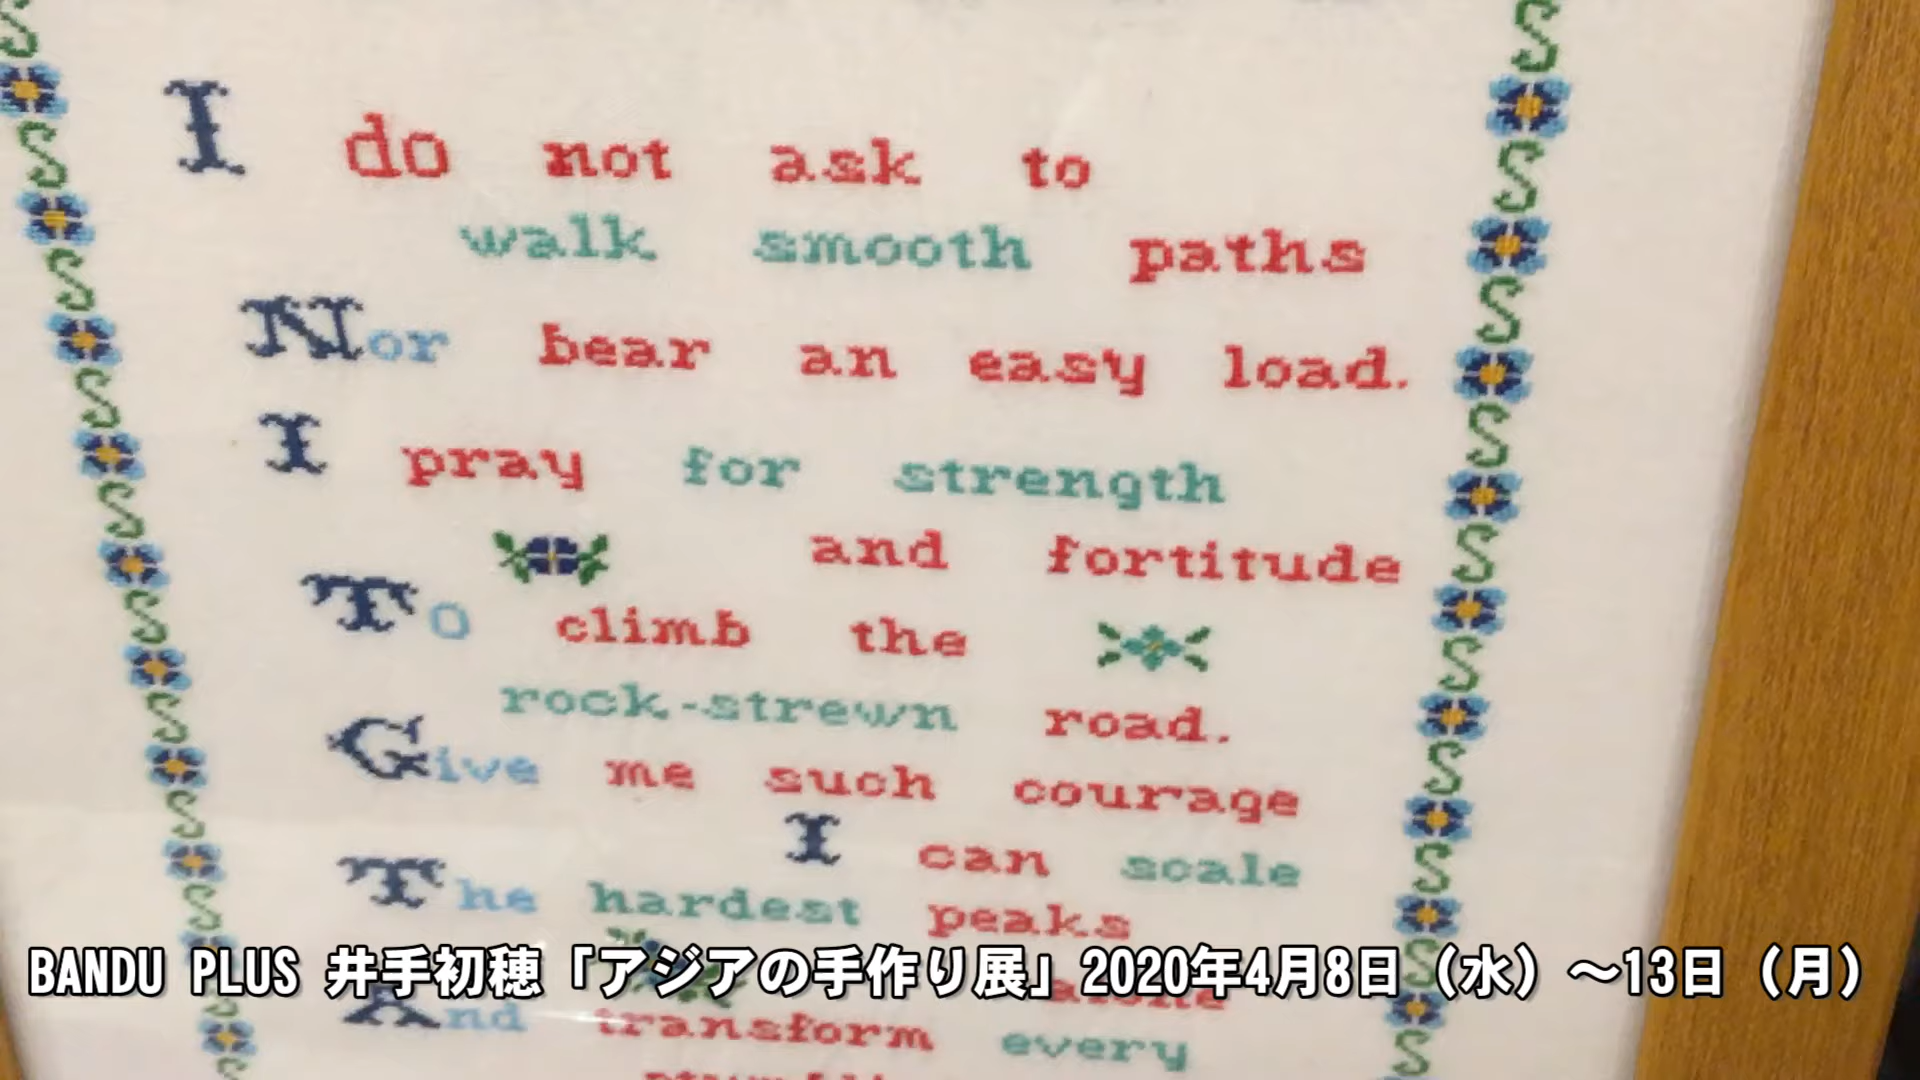 I do not ask to
walk smooth paths
Nor bear an easy load.
I pray for strength
and fortitude
To climb the
rock-strewn road.
Give me such courage
I can scale
The hardest peaks
alone
And transform every
BANDU PLUS 井手初穂「アジアの手作り展」2020年4月8日（水）～13日（月）